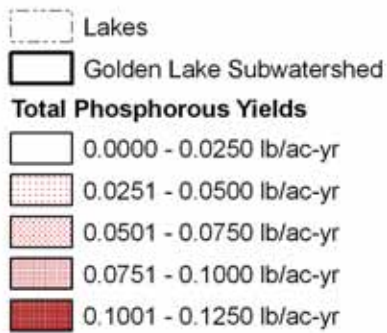 Lakes
Golden Lake Subwatershed
Total Phosphorous Yields
0.0000 - 0.0250 lb/ac-yr
0.0251 - 0.0500 lb/ac-yr
0.0501 - 0.0750 lb/ac-yr
0.0751 - 0.1000 lb/ac-yr
0.1001 - 0.1250 lb/ac-yr